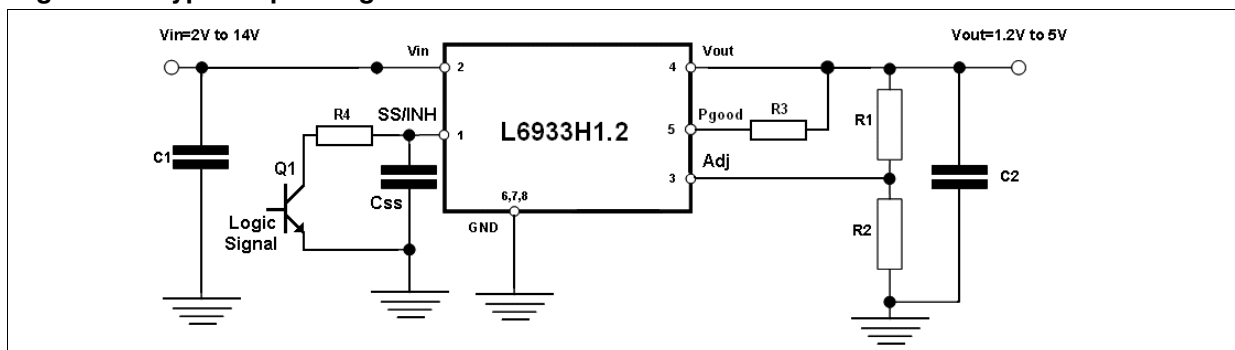 Vin=2V to 14V
Vin
Vout
Vout=1.2V to 5V
2
4
R4
SS/INH
Pgood
R3
R1
1
L6933H1.2
5
C1
Q1
Adj
3
C2
Css
6,7,8
Logic
Signal
GND
R2